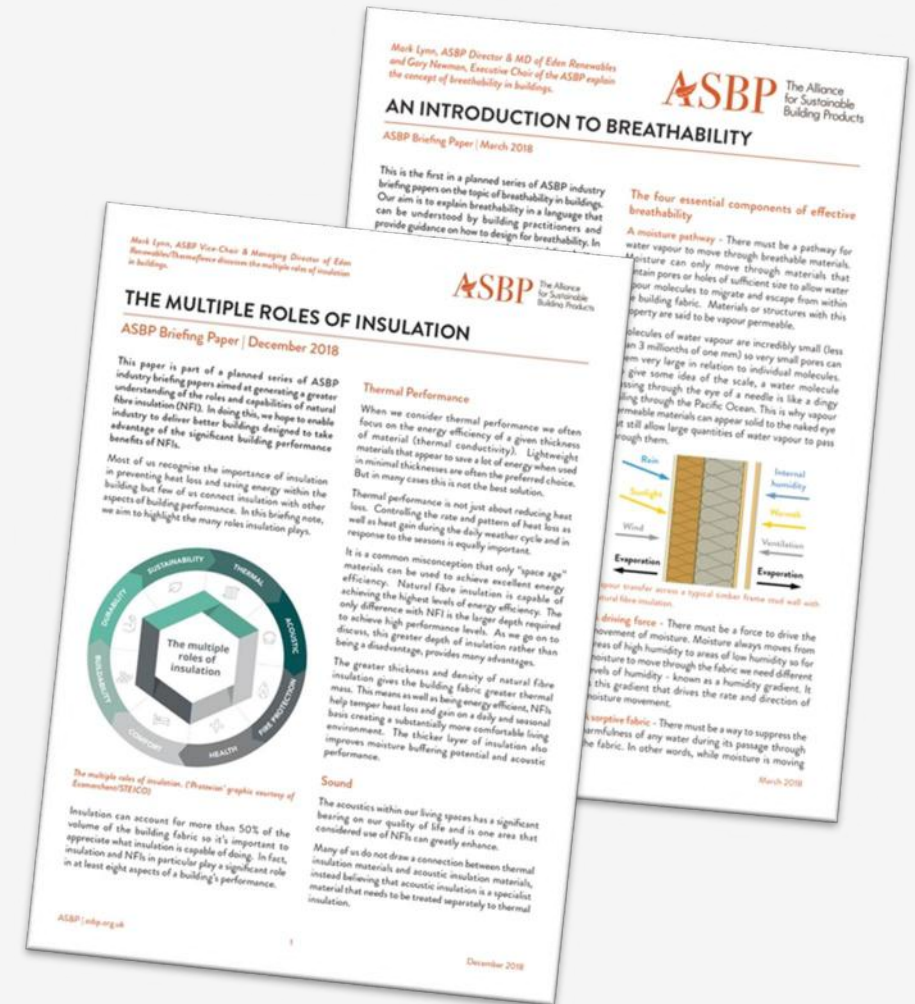 Mark Lynn, ASBP Director & MD of Eden Renewables
and Gary Newman, Executive Chair of the ASBP explain
the concept of breathability in buildings.
ASBP
The Alliance
for Sustainable
Building Products
AN INTRODUCTION TO BREATHABILITY
ASBP Briefing Paper | March 2018
This is the first in a planned series of ASBP industry
briefing papers on the topic of breathability in buildings.
Our aim is to explain breathability in a language that
can be understood by building practitioners and
provide guidance on how to design for breathability. In
The four essential components of effective
breathability
A moisture pathway - There must be a pathway for
water vapour to move through breathable materials.
Moisture can only move through materials that
ntain pores or holes of sufficient size to allow water
pour molecules to migrate and escape from within
e building fabric. Materials or structures with this
operty are said to be vapour permeable.
olecules of water vapour are incredibly small (less
an 3 millionths of one mm) so very small pores can
em very large in relation to individual molecules.
give some idea of the scale, a water molecule
ssing through the eye of a needle is like a dingy
ling through the Pacific Ocean. This is why vapour
rmeable materials can appear solid to the naked eye
t still allow large quantities of water vapour to pass
rough them.
Rain
Sunlight
Wind
Evaporation
Internal
humidity
Warmth
Ventilation
Evaporation
pour transfer across a typical timber frame stud wall with
tural fibre insulation.
driving force - There must be a force to drive the
ovement of moisture. Moisture always moves from
eas of high humidity to areas of low humidity so for
oisture to move through the fabric we need different
vels of humidity - known as a humidity gradient. It
this gradient that drives the rate and direction of
oisture movement.
sorptive fabric - There must be a way to suppress the
armfulness of any water during its passage through
he fabric. In other words, while moisture is moving
March 2018
Mark Lynn, ASBP Vice-Chair & Managing Director of Eden
Renewables/Thermafleece discusses the multiple roles of insulation
in buildings.
ASBP
The Alliance
for Sustainable
Building Products
THE MULTIPLE ROLES OF INSULATION
ASBP Briefing Paper | December 2018
This paper is part of a planned series of ASBP
industry briefing papers aimed at generating a greater
understanding of the roles and capabilities of natural
fibre insulation (NFI). In doing this, we hope to enable
industry to deliver better buildings designed to take
advantage of the significant building performance
benefits of NFIs.
Most of us recognise the importance of insulation
in preventing heat loss and saving energy within the
building but few of us connect insulation with other
aspects of building performance. In this briefing note,
we aim to highlight the many roles insulation plays.
SUSTAINABILITY
THERMAL
ACOUSTIC
FIRE PROTECTION
HEALTH
COMFORT
BUILDABILITY
DURABILITY
The multiple
roles of
insulation
The multiple roles of insulation. ('Protonian' graphic courtesy of
Ecomerchant/STEICO)
Insulation can account for more than 50% of the
volume of the building fabric so it's important to
appreciate what insulation is capable of doing. In fact,
insulation and NFIs in particular play a significant role
in at least eight aspects of a building's performance.
Thermal Performance
When we consider thermal performance we often
focus on the energy efficiency of a given thickness
of material (thermal conductivity). Lightweight
materials that appear to save a lot of energy when used
in minimal thicknesses are often the preferred choice.
But in many cases this is not the best solution.
Thermal performance is not just about reducing heat
loss. Controlling the rate and pattern of heat loss as
well as heat gain during the daily weather cycle and in
response to the seasons is equally important.
It is a common misconception that only "space age"
materials can be used to achieve excellent energy
efficiency. Natural fibre insulation is capable of
achieving the highest levels of energy efficiency. The
only difference with NFI is the larger depth required
to achieve high performance levels. As we go on to
discuss, this greater depth of insulation rather than
being a disadvantage, provides many advantages.
The greater thickness and density of natural fibre
insulation gives the building fabric greater thermal
mass. This means as well as being energy efficient, NFIs
help temper heat loss and gain on a daily and seasonal
basis creating a substantially more comfortable living
environment. The thicker layer of insulation also
improves moisture buffering potential and acoustic
performance.
Sound
The acoustics within our living spaces has a significant
bearing on our quality of life and is one area that
considered use of NFIs can greatly enhance.
Many of us do not draw a connection between thermal
insulation materials and acoustic insulation materials,
instead believing that acoustic insulation is a specialist
material that needs to be treated separately to thermal
insulation.
ASBP | asbp.org.uk
1
December 2018